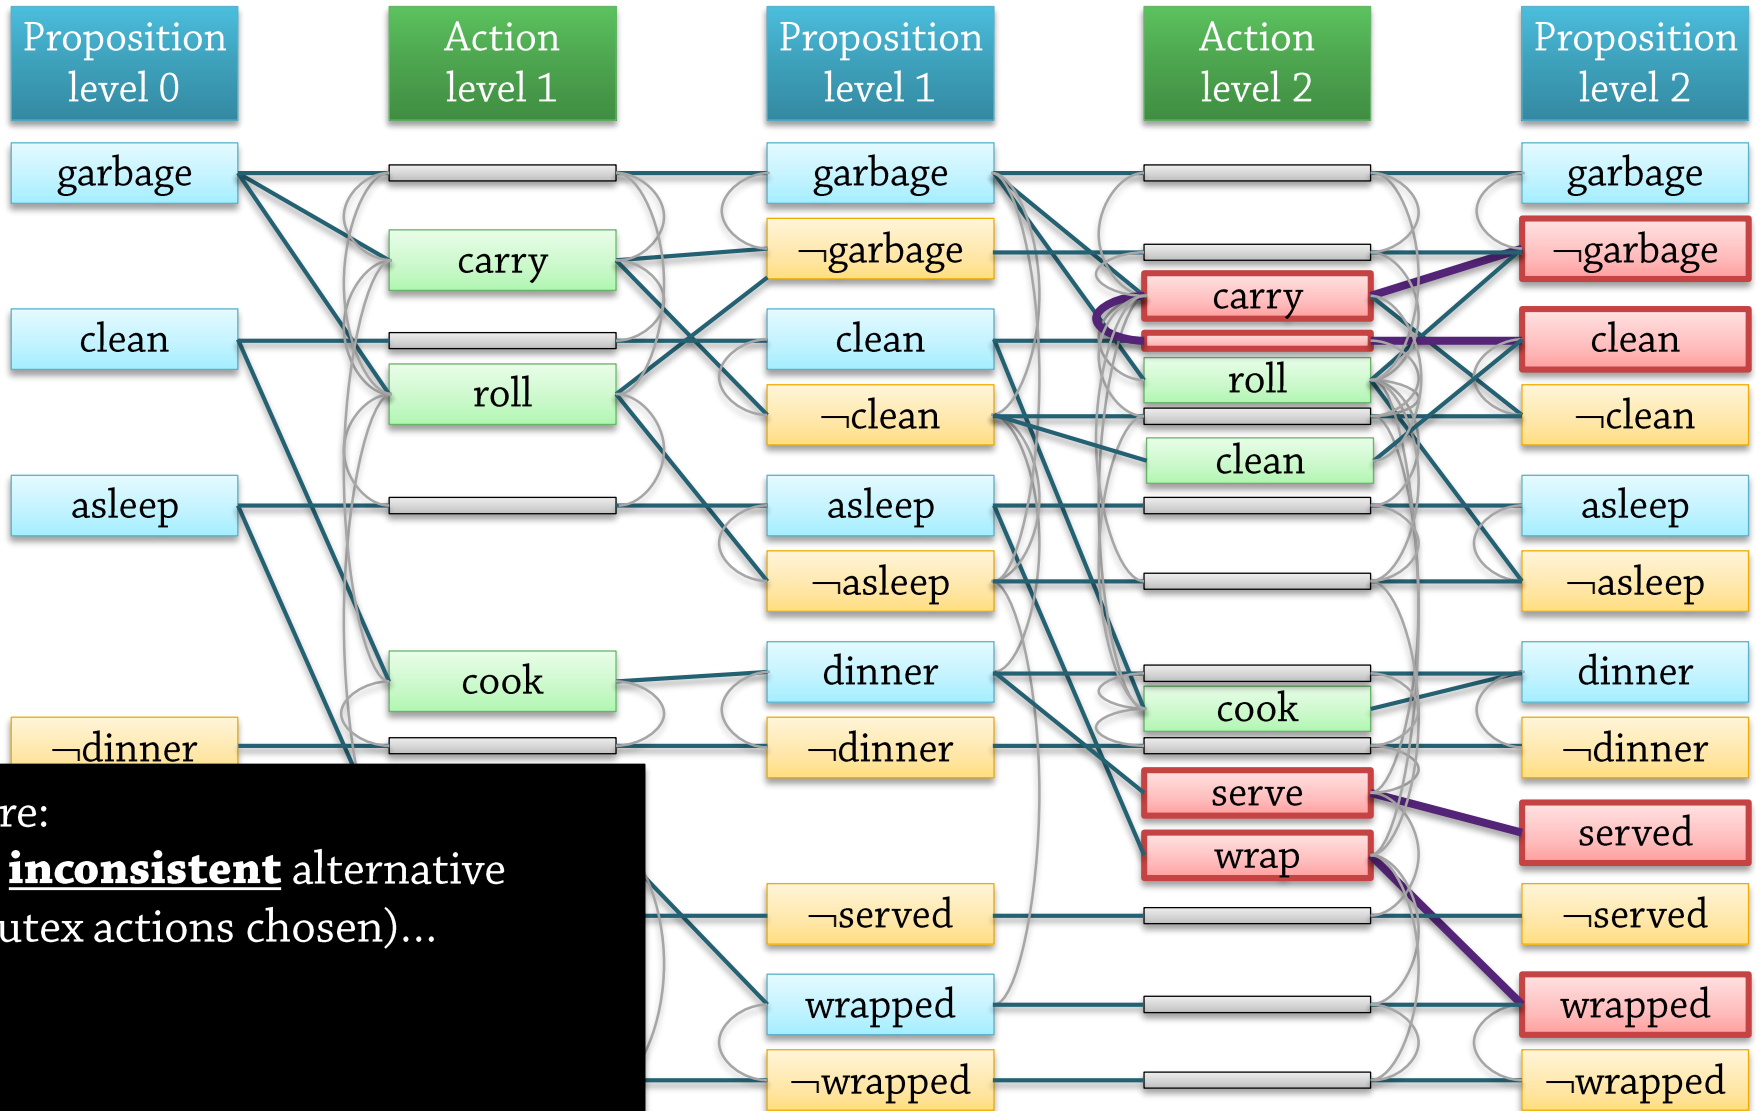 Proposition
level 0
Action
level 1
Proposition
level 1
Action
level 2
Proposition
level 2
garbage
clean
asleep
¬dinner
carry
roll
cook
garbage
¬garbage
clean
¬clean
asleep
¬asleep
dinner
¬dinner
¬served
wrapped
¬wrapped
carry
roll
clean
cook
serve
wrap
garbage
¬garbage
clean
¬clean
asleep
¬asleep
dinner
¬dinner
served
¬served
wrapped
¬wrapped
re:
inconsistent alternative
utex actions chosen)...